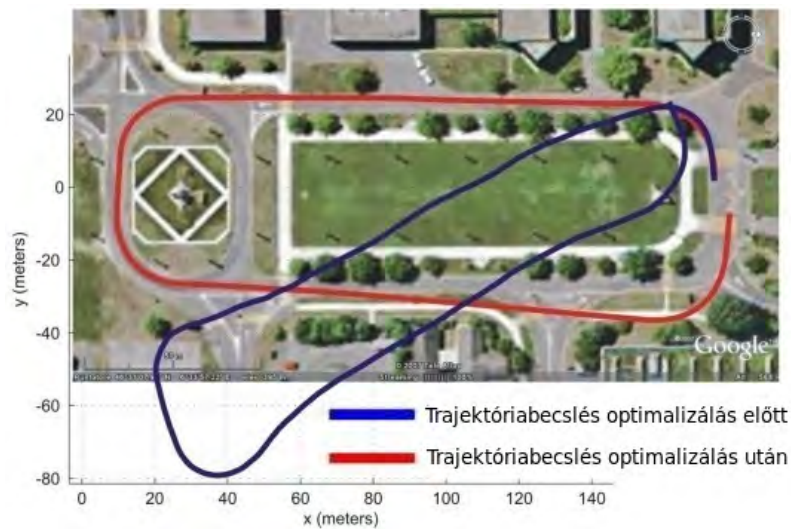 20
0
-20
-40
-60
-80
y (meters)
Google
Trajektóriabecslés optimalizálás előtt
Trajektóriabecslés optimalizálás után
0 20 40 60 80 100 120 140
x (meters)